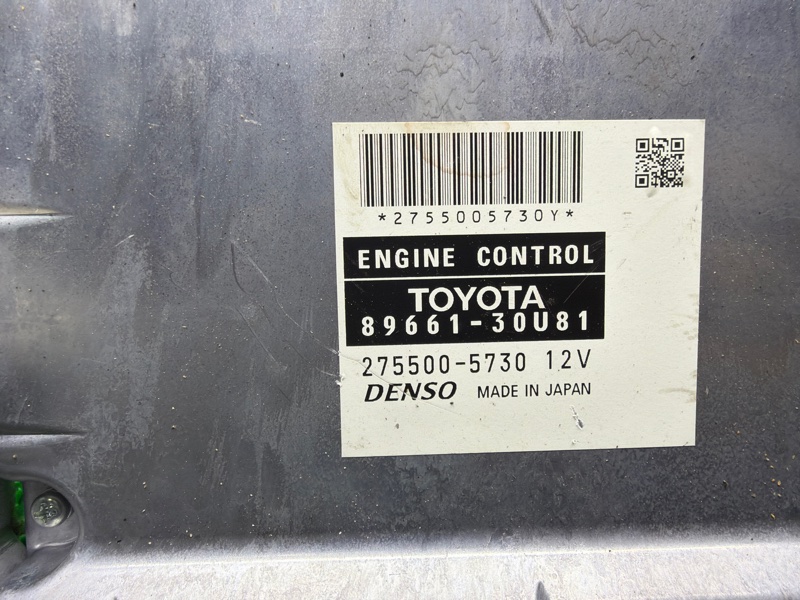 *2755005730Y*
ENGINE CONTROL
TOYOTA
89661-30U81
275500-5730 12V
DENSO MADE IN JAPAN